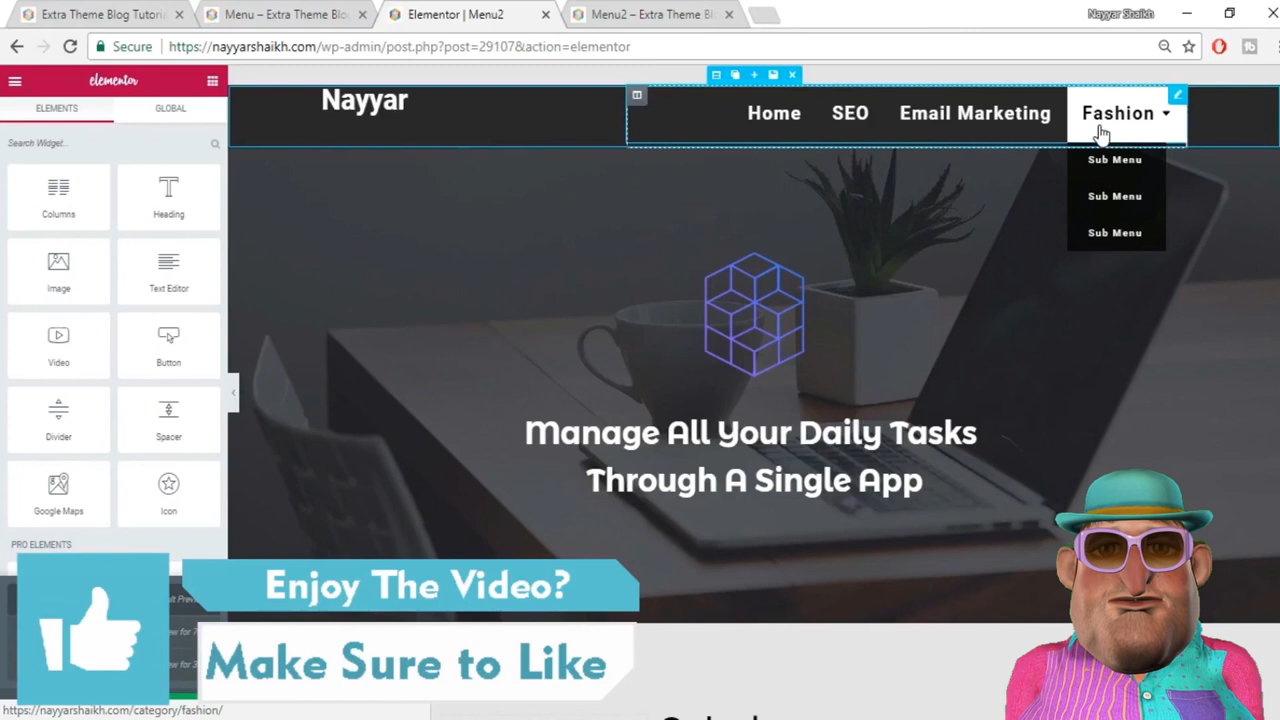 Extra Theme Blog Tutoria
Menu – Extra Theme Blog
Elementor | Menu2
Menu2 – Extra Theme Bl
Nayyar Shaikh
Secure
https://nayyarshaikh.com/wp-admin/post.php?post=29107&action=elementor
elementor
ELEMENTS
GLOBAL
Search Widget...
Columns
Heading
Image
Text Editor
Video
Button
Divider
Spacer
Google Maps
Icon
PRO ELEMENTS
Nayyar
Home SEO Email Marketing Fashion
Sub Menu
Sub Menu
Sub Menu
Manage All Your Daily Tasks
Through A Single App
Enjoy The Video?
Make Sure to Like
https://nayyarshaikh.com/category/fashion/